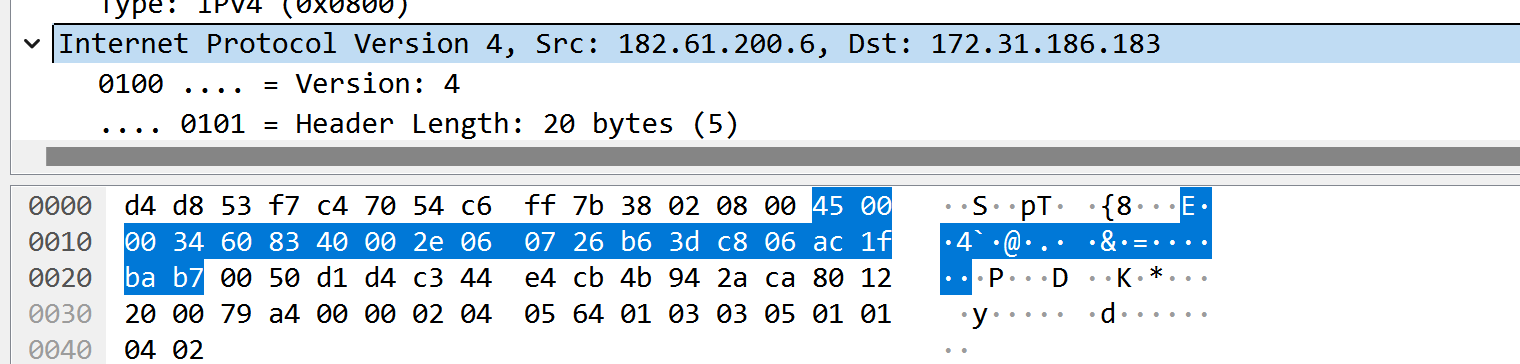 Type: IPv4 (0x0800)
Internet Protocol Version 4, Src: 182.61.200.6, Dst: 172.31.186.183
0100 .... = Version: 4
.... 0101 = Header Length: 20 bytes (5)
0000 d4 d8 53 f7 c4 70 54 c6 ff 7b 38 02 08 00 45 00 ··S··pT· ·{8···E·
0010 00 34 60 83 40 00 2e 06 07 26 b6 3d c8 06 ac 1f ·4`·@·.· ·&·=····
0020 ba b7 00 50 d1 d4 c3 44 e4 cb 4b 94 2a ca 80 12 ···P···D ··K·*···
0030 20 00 79 a4 00 00 02 04 05 64 01 03 03 05 01 01 ·y····· ·d······
0040 04 02 ··